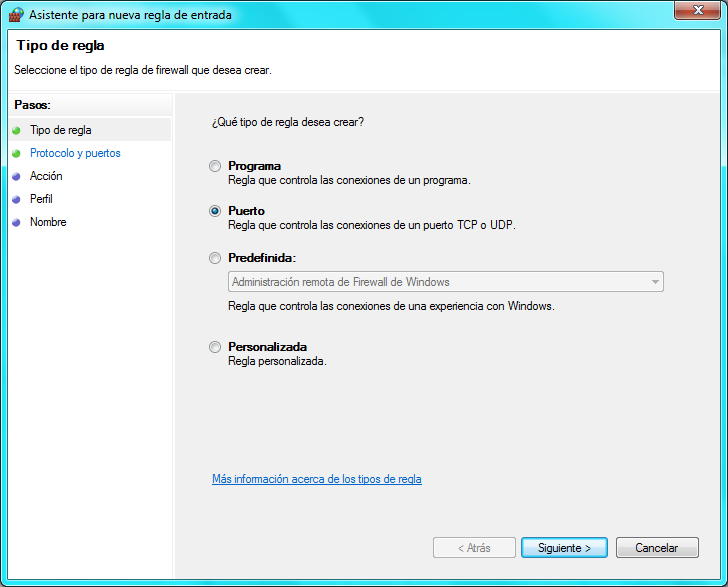 Asistente para nueva regla de entrada
Tipo de regla
Seleccione el tipo de regla de firewall que desea crear.
Pasos:
Tipo de regla
Protocolo y puertos
Acción
Perfil
Nombre
¿Qué tipo de regla desea crear?
Programa
Regla que controla las conexiones de un programa.
Puerto
Regla que controla las conexiones de un puerto TCP o UDP.
Predefinida:
Administración remota de Firewall de Windows
Regla que controla las conexiones de una experiencia con Windows.
Personalizada
Regla personalizada.
Más información acerca de los tipos de regla
< Atrás
Siguiente >
Cancelar